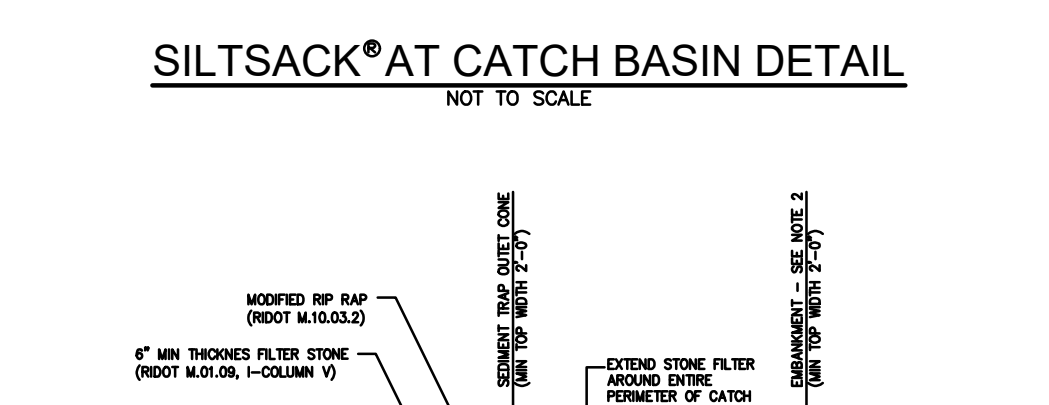 SILTSACK® AT CATCH BASIN DETAIL
NOT TO SCALE
SEDIMENT TRAP OUTET CONE
(MIN TOP WIDTH 2'-0")
EMBANKMENT - SEE NOTE 2
(MIN TOP WIDTH 2'-0")
MODIFIED RIP RAP
(RIDOT M.10.03.2)
6" MIN THICKNES FILTER STONE
(RIDOT M.01.09, I-COLUMN V)
EXTEND STONE FILTER
AROUND ENTIRE
PERIMETER OF CATCH